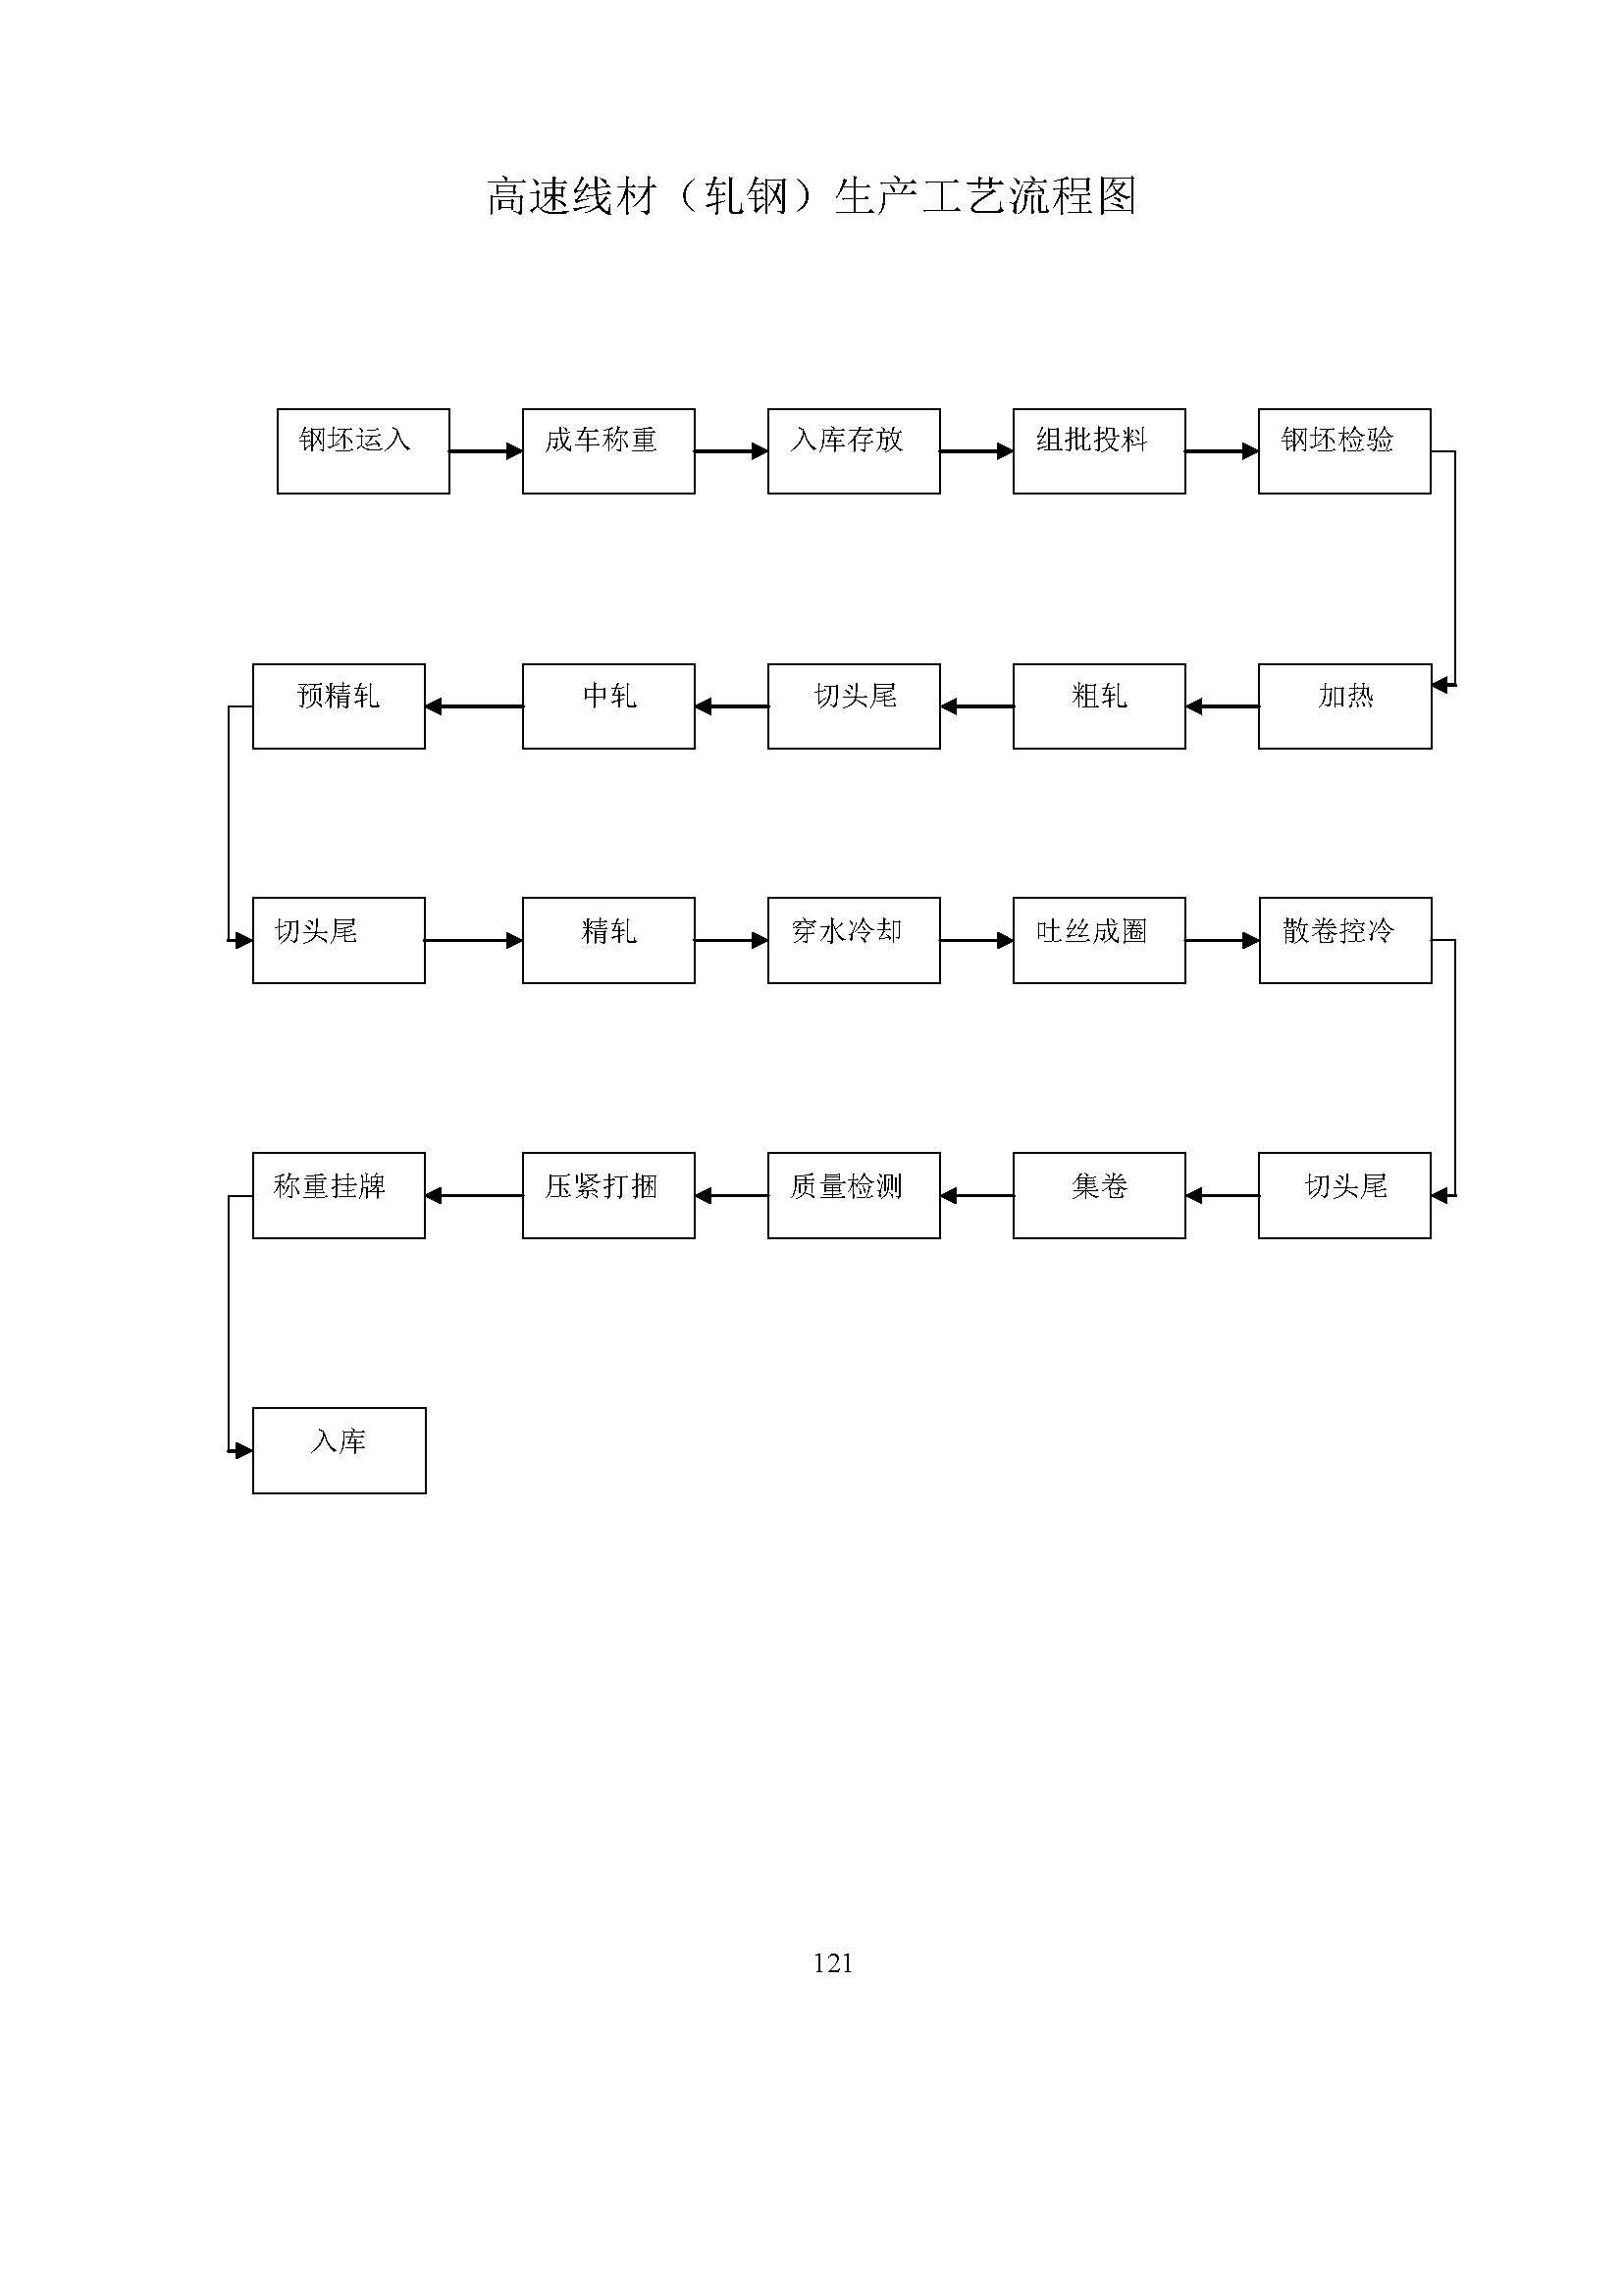 高速线材（轧钢）生产工艺流程图
钢坯运入
成车称重
入库存放
组批投料
钢坯检验
预精轧
中轧
切头尾
粗轧
加热
切头尾
精轧
穿水冷却
吐丝成圈
散卷控冷
称重挂牌
压紧打捆
质量检测
集卷
切头尾
入库
121